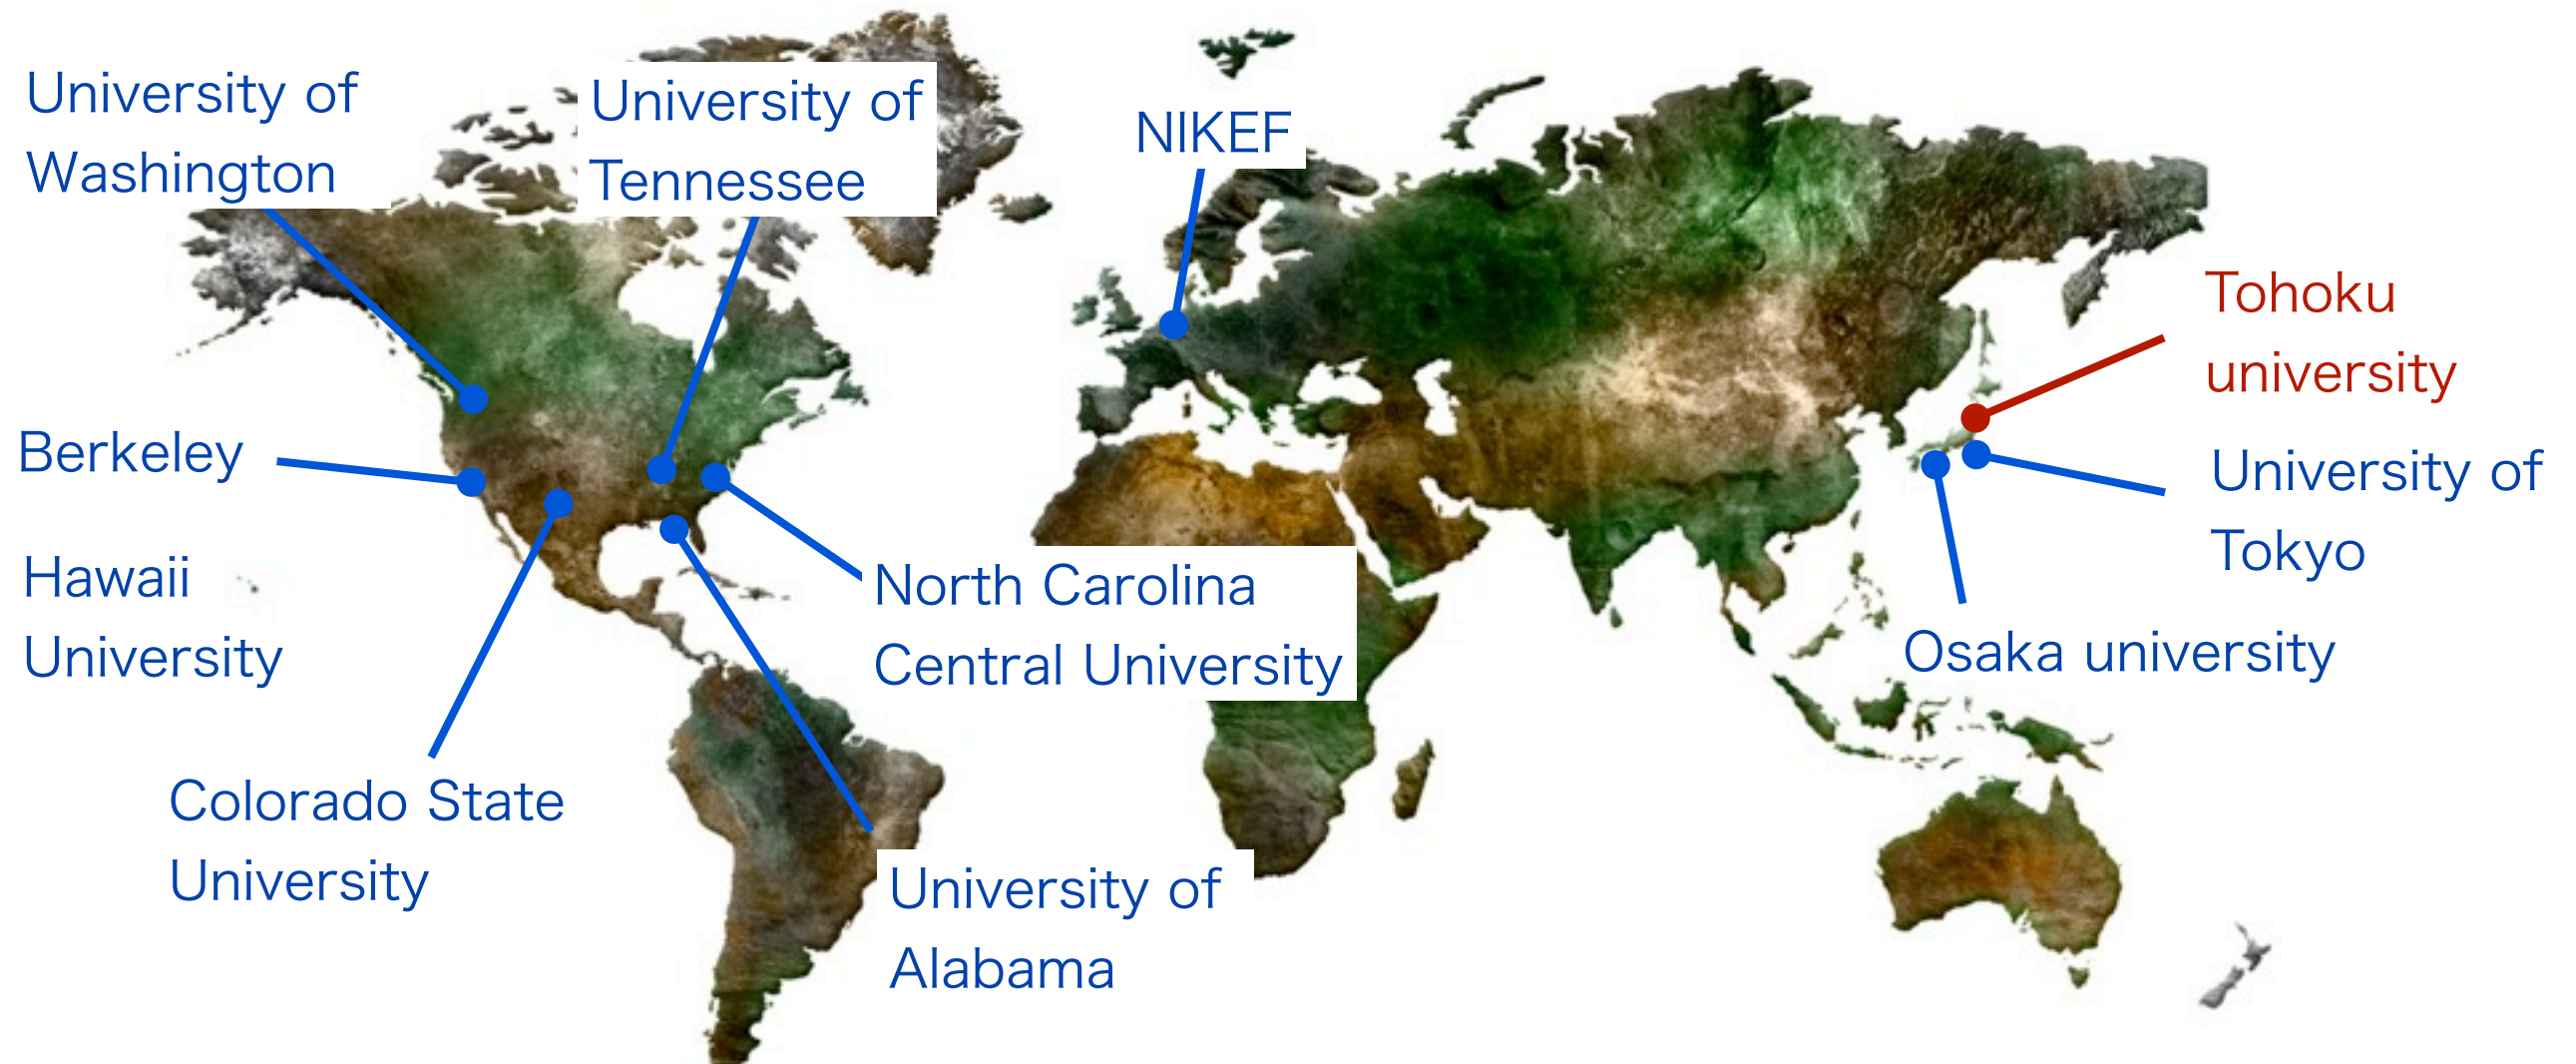 University of
Washington
University of
Tennessee
NIKEF
Tohoku
university
Berkeley
University of
Tokyo
Hawaii
University
North Carolina
Central University
Osaka university
Colorado State
University
University of
Alabama